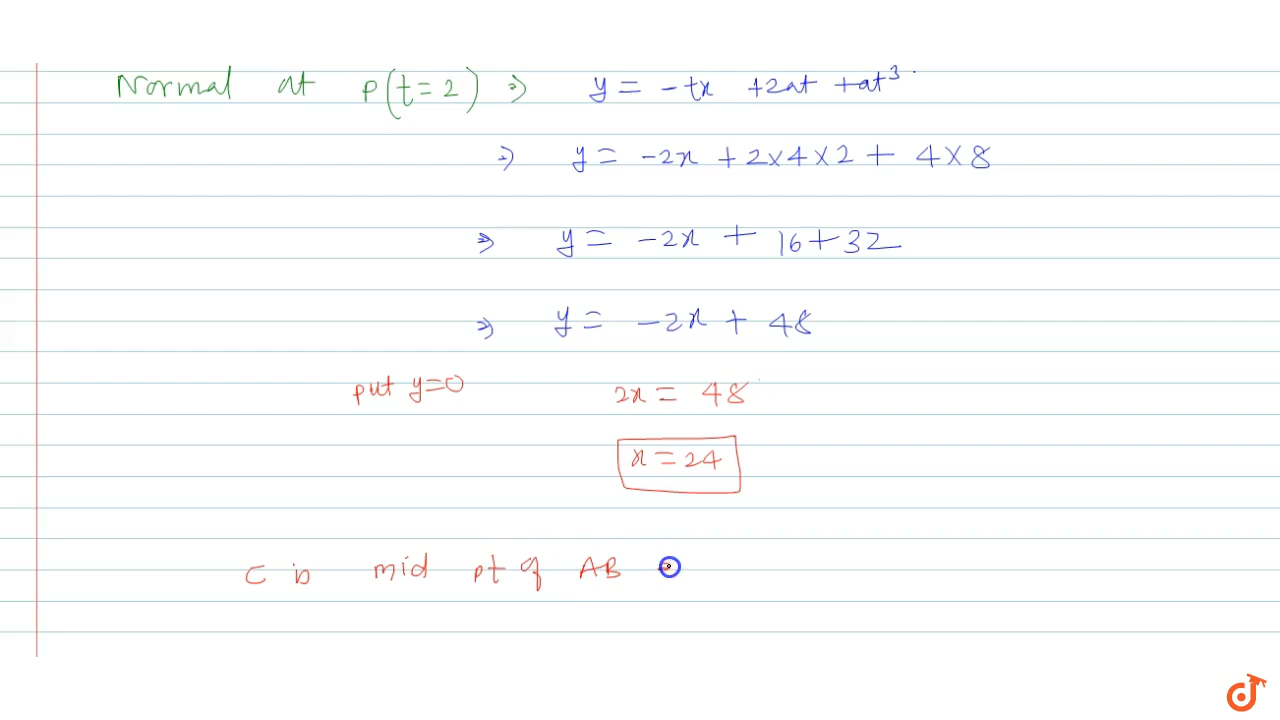 Normal at P(t=2) ⇒ y = -tx +2at +at³
⇒ y = -2x + 2×4×2 + 4×8
⇒ y = -2x + 16+32
⇒ y = -2x + 48
put y=0 2x = 48
x = 24
C is mid pt of AB